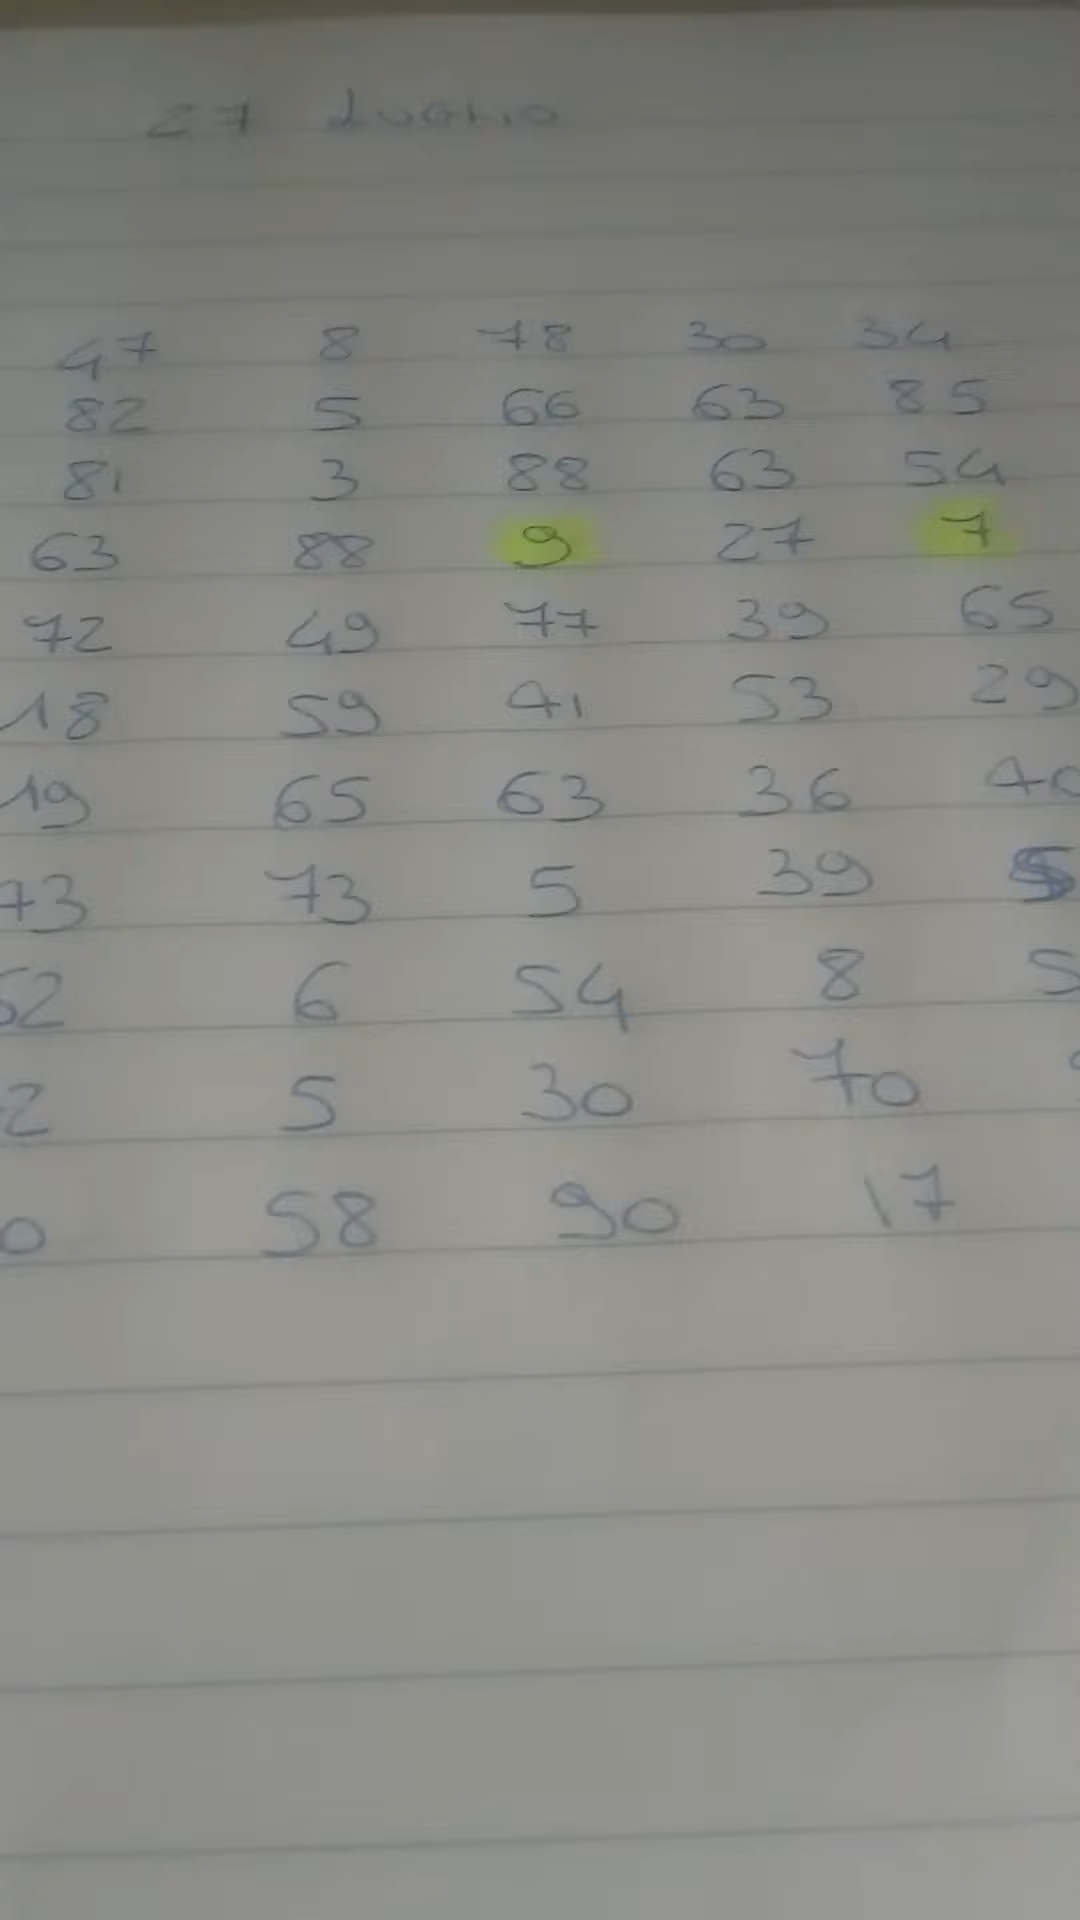 27 Luglio
47 8 78 30 34
82 5 66 63 85
81 3 88 63 54
63 88 9 27 7
72 49 77 39 65
18 59 41 53 29
19 65 63 36
73 73 5 39
6 54 8
5 30 70
58 90 17